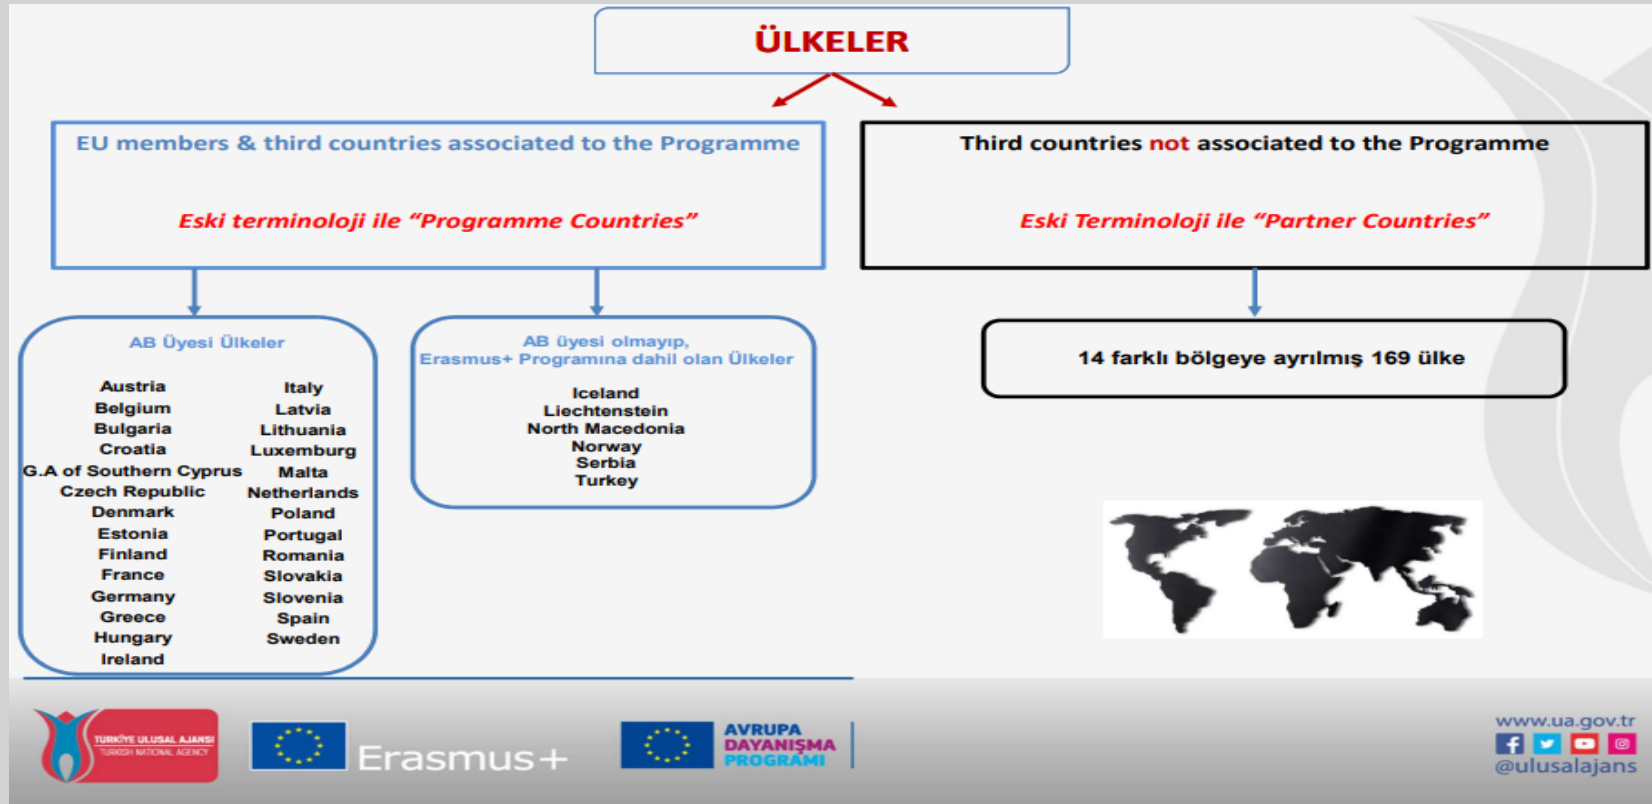 ÜLKELER
EU members & third countries associated to the Programme
Eski terminoloji ile “Programme Countries”
Third countries not associated to the Programme
Eski Terminoloji ile “Partner Countries”
AB Üyesi Ülkeler
Austria
Belgium
Bulgaria
Croatia
G.A of Southern Cyprus
Czech Republic
Denmark
Estonia
Finland
France
Germany
Greece
Hungary
Ireland
Italy
Latvia
Lithuania
Luxemburg
Malta
Netherlands
Poland
Portugal
Romania
Slovakia
Slovenia
Spain
Sweden
AB üyesi olmayıp,
Erasmus+ Programına dahil olan Ülkeler
Iceland
Liechtenstein
North Macedonia
Norway
Serbia
Turkey
14 farklı bölgeye ayrılmış 169 ülke
TÜRKİYE ULUSAL AJANSI
TURKISH NATIONAL AGENCY
Erasmus+
AVRUPA
DAYANIŞMA
PROGRAMI
www.ua.gov.tr
@ulusalajans